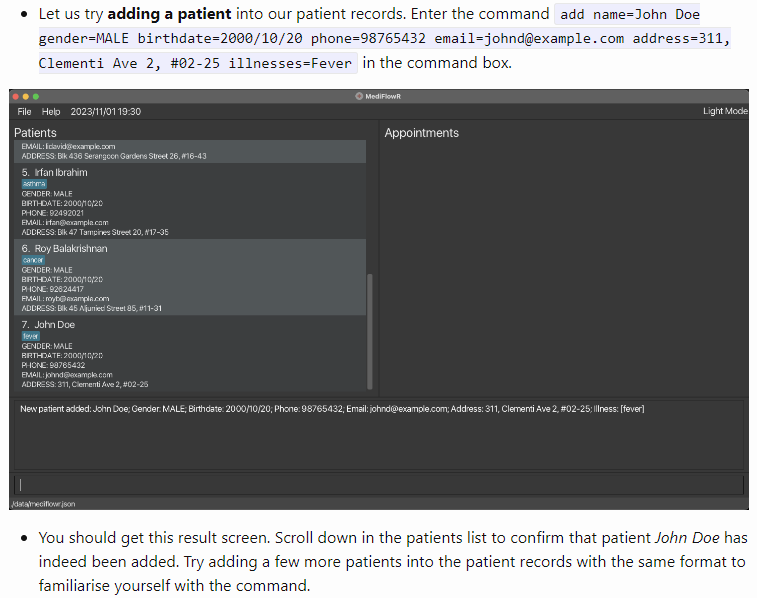 Let us try adding a patient into our patient records. Enter the command add name=John Doe
gender=MALE birthdate=2000/10/20 phone=98765432 email=johnd@example.com address=311,
Clementi Ave 2, #02-25 illnesses=Fever in the command box.
MediFlowR
File Help 2023/11/01 19:30 Light Mode
Patients
EMAIL: lidavid@example.com
ADDRESS: Blk 436 Serangoon Gardens Street 26, #16-43
5. Irfan Ibrahim
asthma
GENDER: MALE
BIRTHDATE: 2000/10/20
PHONE: 92492021
EMAIL: irfan@example.com
ADDRESS: Blk 47 Tampines Street 20, #17-35
6. Roy Balakrishnan
cancer
GENDER: MALE
BIRTHDATE: 2000/10/20
PHONE: 92624417
EMAIL: royb@example.com
ADDRESS: Blk 45 Aljunied Street 85, #11-31
7. John Doe
fever
GENDER: MALE
BIRTHDATE: 2000/10/20
PHONE: 98765432
EMAIL: johnd@example.com
ADDRESS: 311, Clementi Ave 2, #02-25
Appointments
New patient added: John Doe; Gender: MALE; Birthdate: 2000/10/20; Phone: 98765432; Email: johnd@example.com; Address: 311, Clementi Ave 2, #02-25; Illness: [fever]
./data/mediflowr.json
You should get this result screen. Scroll down in the patients list to confirm that patient John Doe has
indeed been added. Try adding a few more patients into the patient records with the same format to
familiarise yourself with the command.